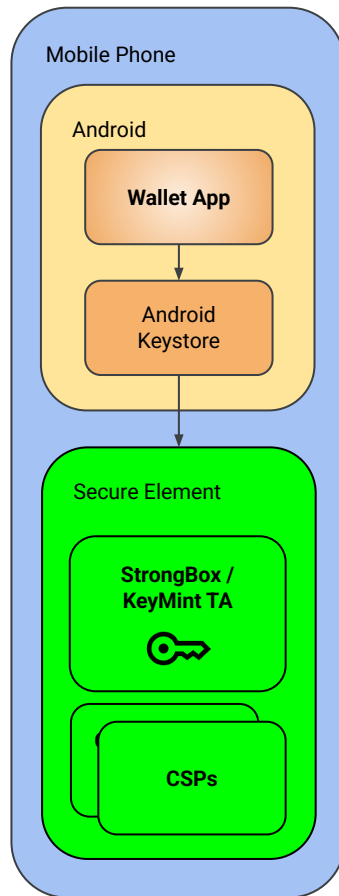 Mobile Phone
Android
Wallet App
Android
Keystore
Secure Element
StrongBox /
KeyMint TA
CSPs